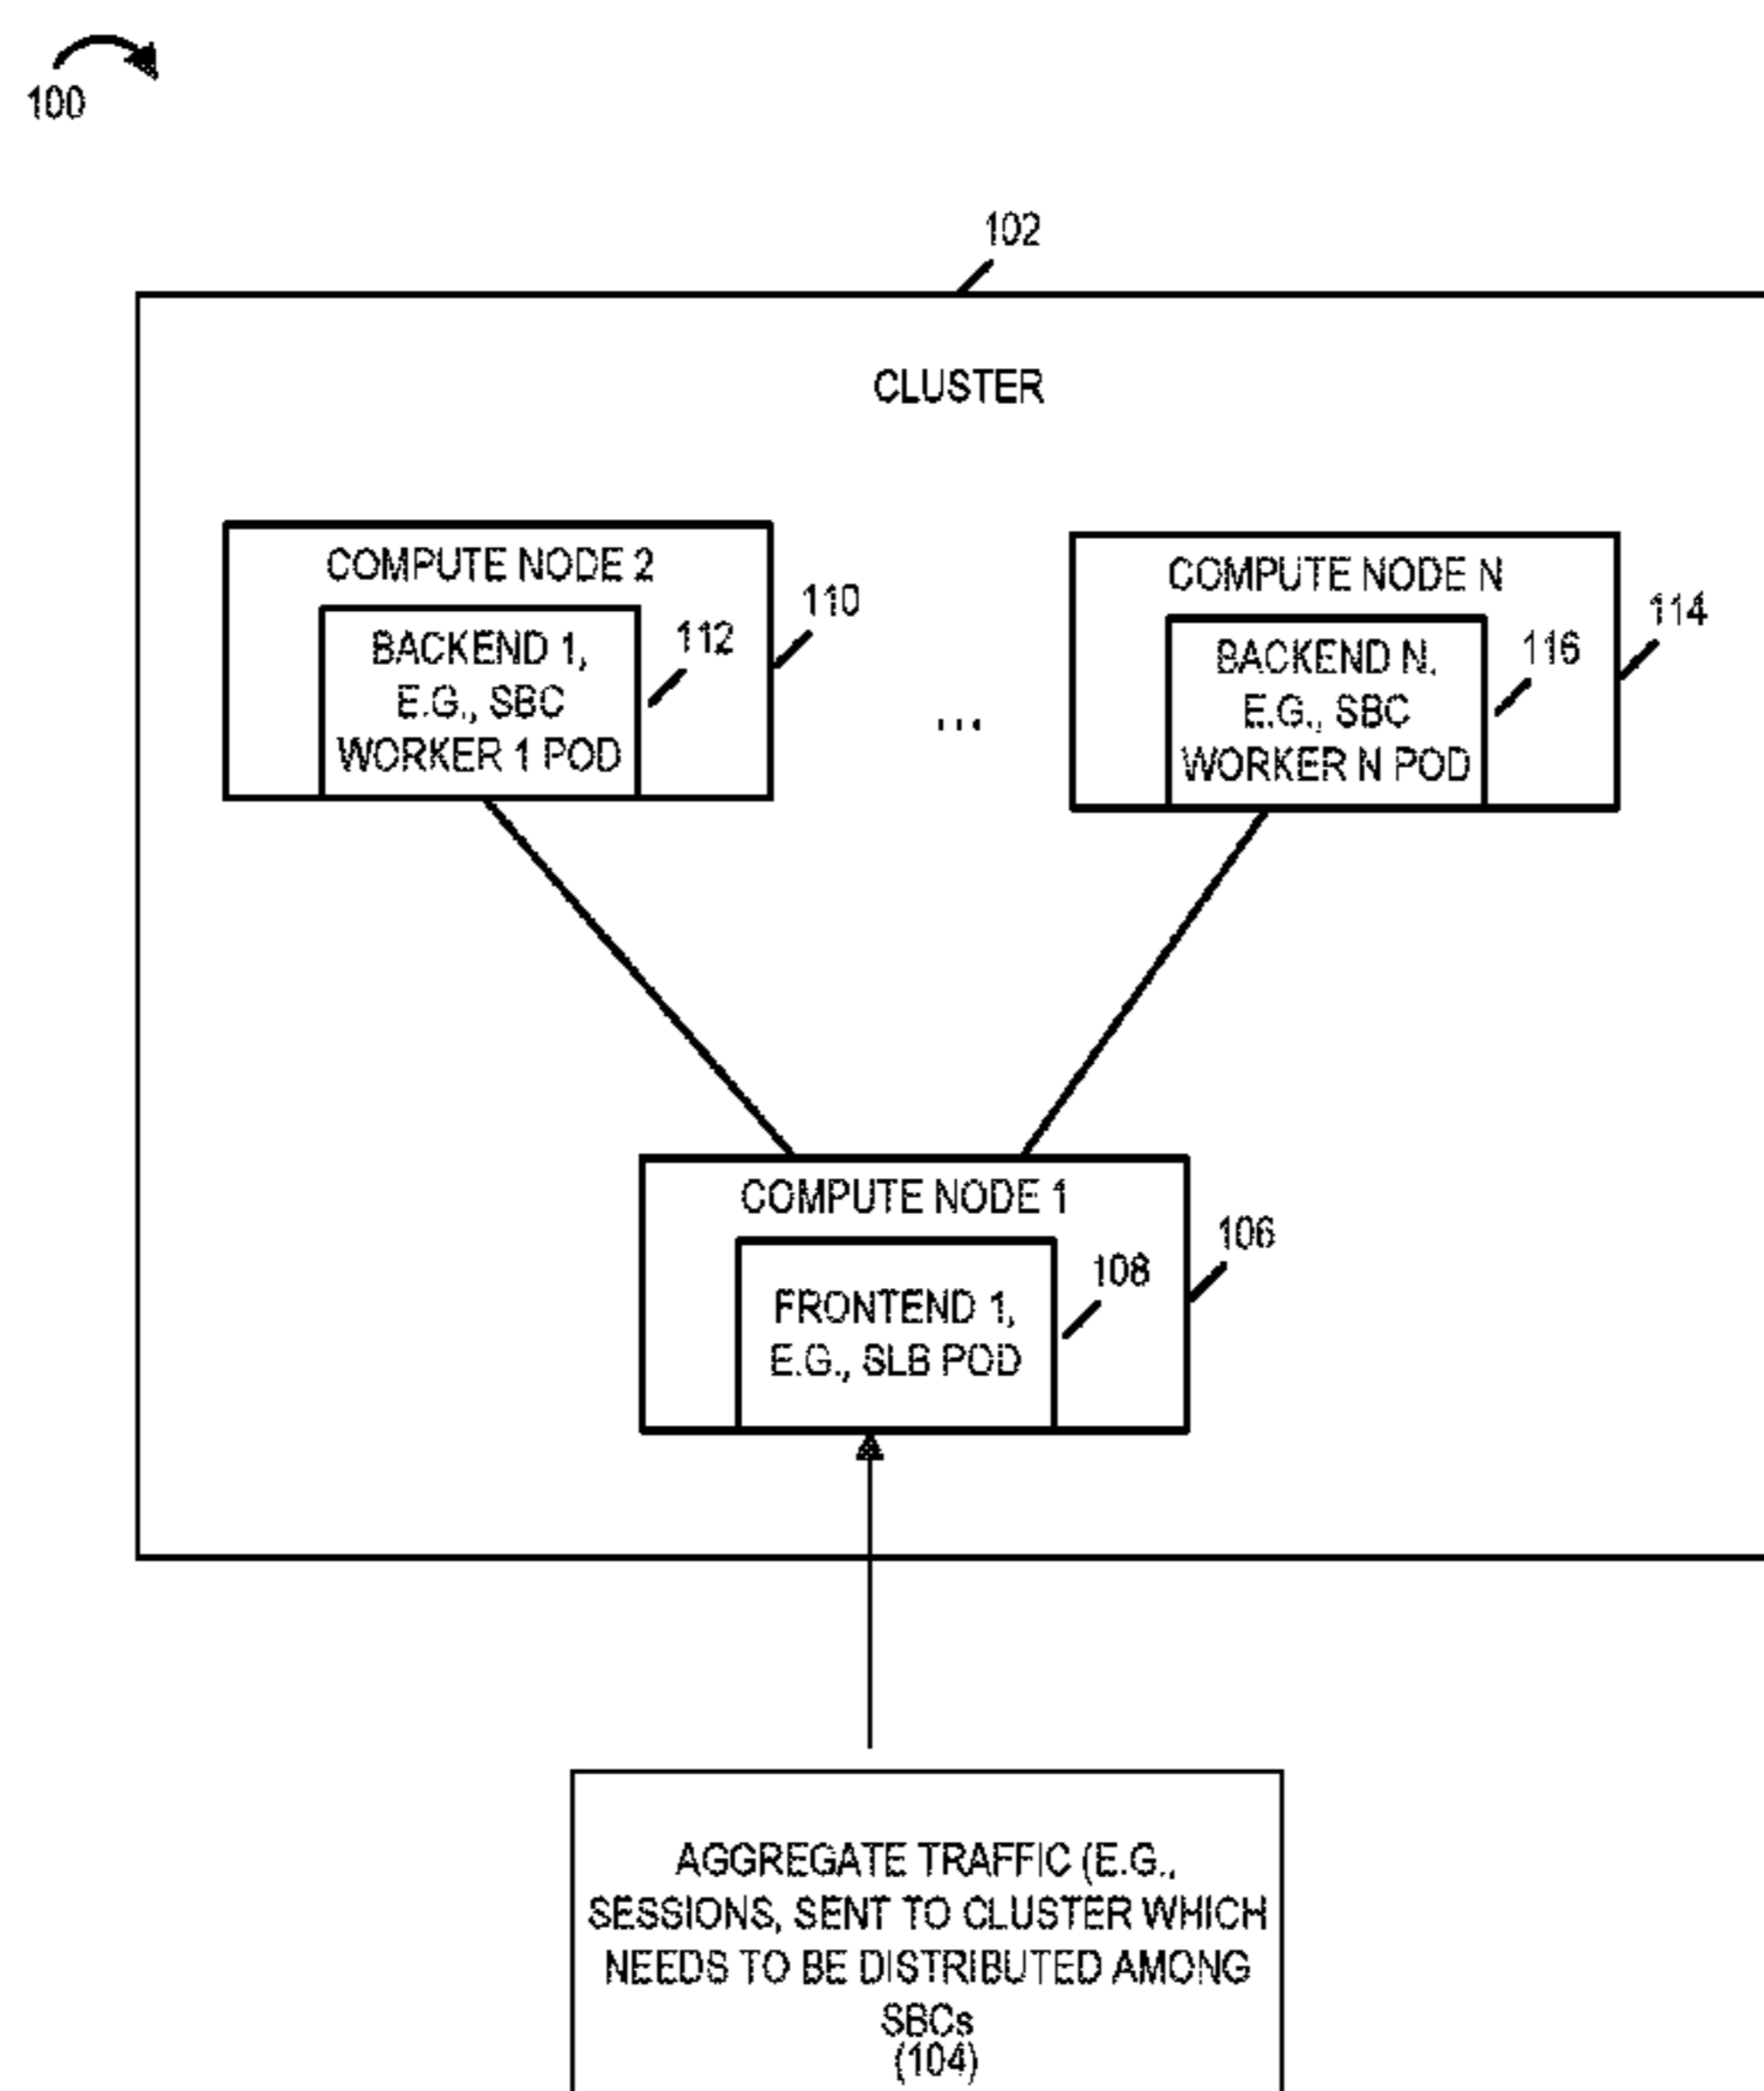 100
102
CLUSTER
COMPUTE NODE 2
110
BACKEND 1,
E.G., SBC
WORKER 1 POD
112
...
COMPUTE NODE N
114
BACKEND N,
E.G., SBC
WORKER N POD
116
COMPUTE NODE 1
106
FRONTEND 1,
E.G., SLB POD
108
AGGREGATE TRAFFIC (E.G.,
SESSIONS, SENT TO CLUSTER WHICH
NEEDS TO BE DISTRIBUTED AMONG
SBCs
(104)